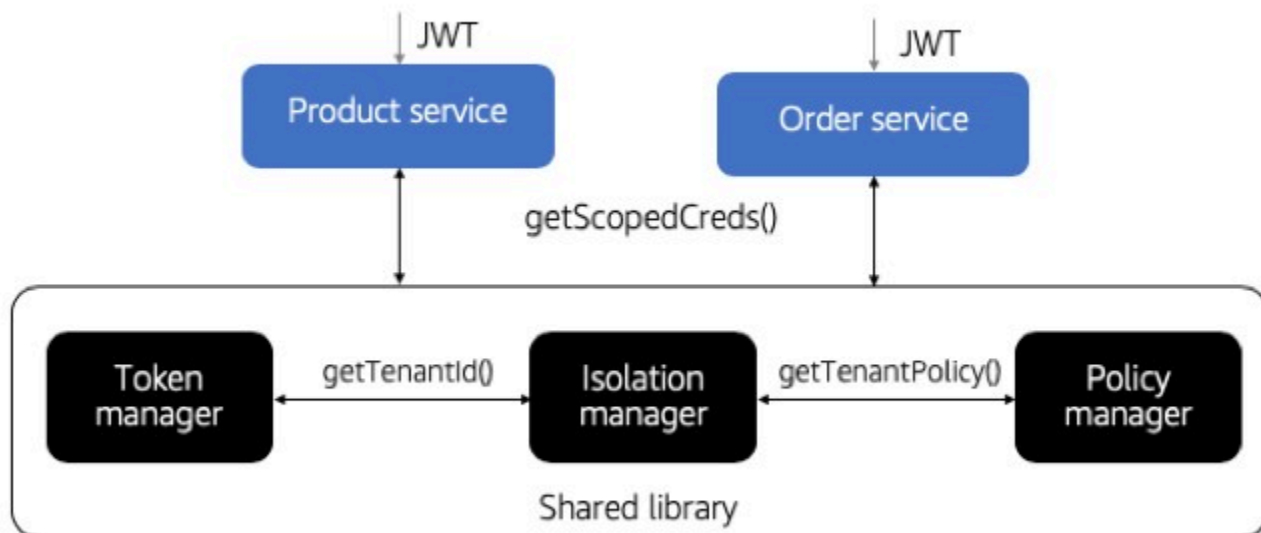 JWT
JWT
Product service
Order service
getScopedCreds()
Token
manager
getTenantId()
Isolation
manager
getTenantPolicy()
Policy
manager
Shared library